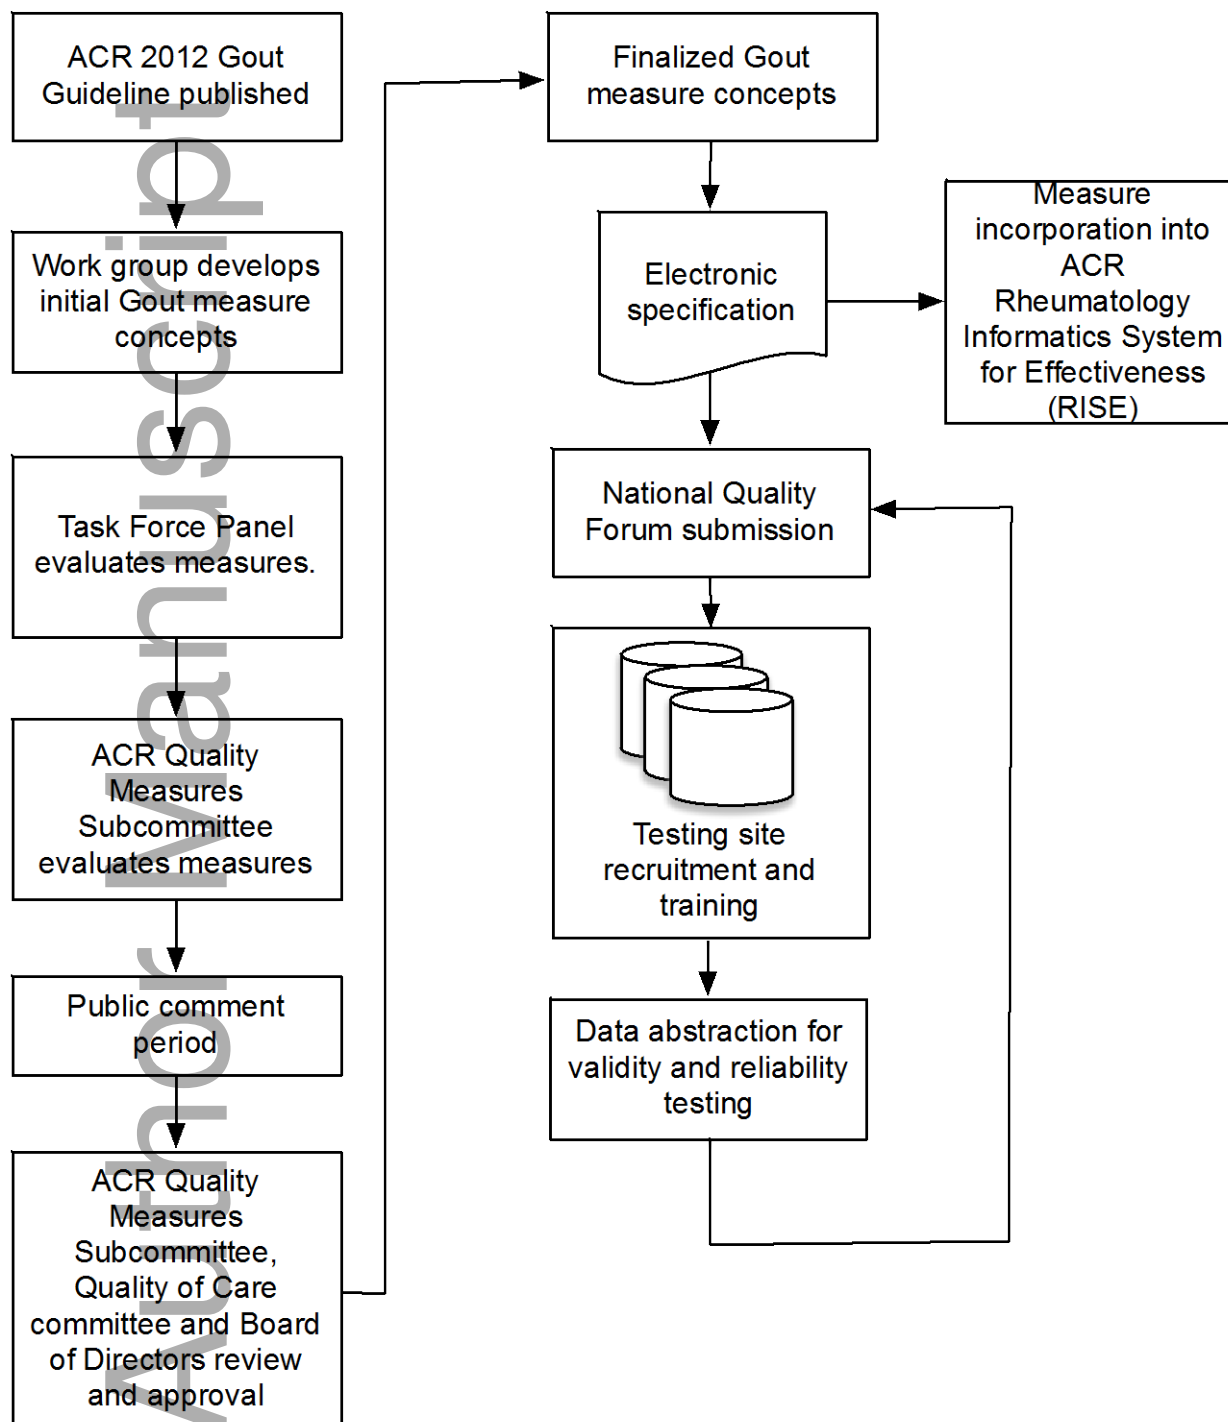 ACR 2012 Gout
Guideline published
Work group develops
initial Gout measure
concepts
Task Force Panel
evaluates measures.
ACR Quality
Measures
Subcommittee
evaluates measures
Public comment
period
ACR Quality
Measures
Subcommittee,
Quality of Care
committee and Board
of Directors review
and approval
Finalized Gout
measure concepts
Electronic
specification
Measure
incorporation into
ACR
Rheumatology
Informatics System
for Effectiveness
(RISE)
National Quality
Forum submission
Testing site
recruitment and
training
Data abstraction for
validity and reliability
testing
Author Manuscript